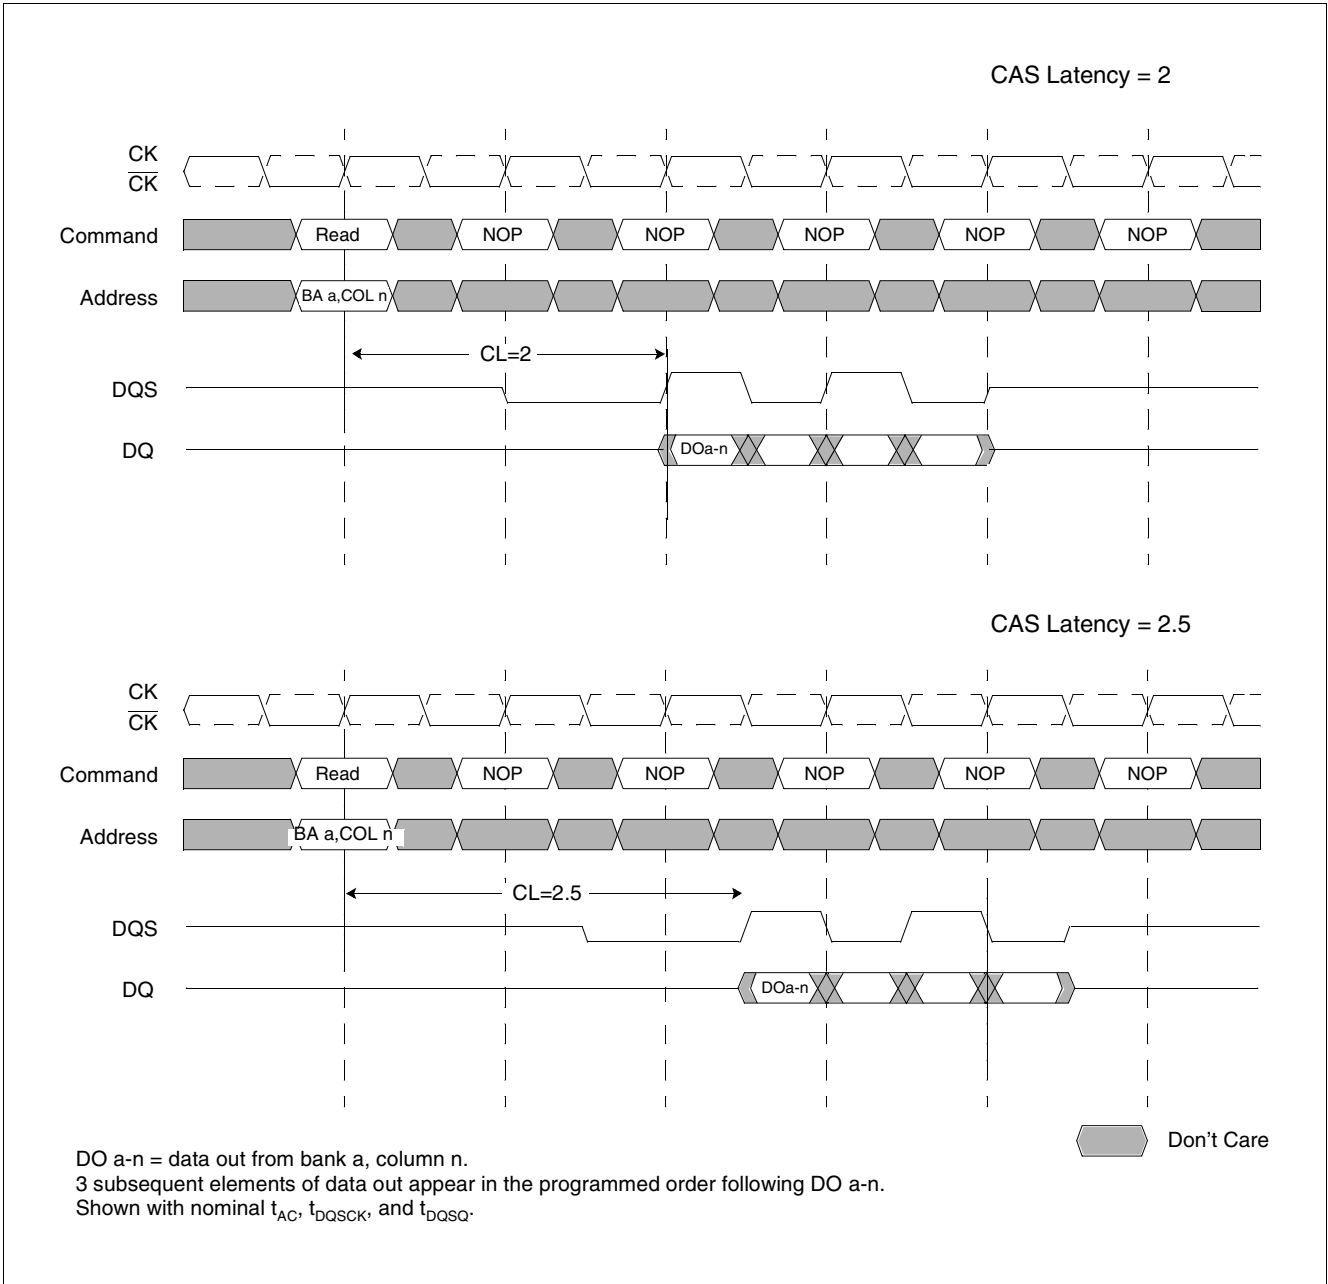 CAS Latency = 2
CK
CK
Command Read NOP NOP NOP NOP NOP
Address BA a,COL n
CL=2
DQS
DQ DOa-n
CAS Latency = 2.5
CK
CK
Command Read NOP NOP NOP NOP NOP
Address BA a,COL n
CL=2.5
DQS
DQ DOa-n
Don't Care
DO a-n = data out from bank a, column n.
3 subsequent elements of data out appear in the programmed order following DO a-n.
Shown with nominal tAC, tDQSCK, and tDQSQ.